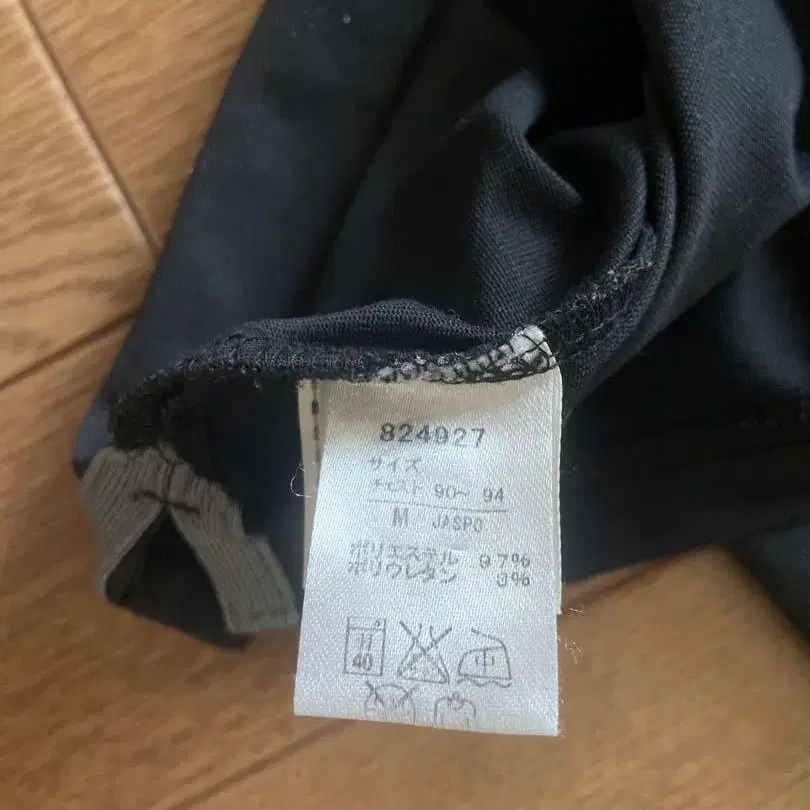 824927
サイズ
チェスト 90~ 94
M JASPO
ポリエステル 97%
ポリウレタン 3%
40
中